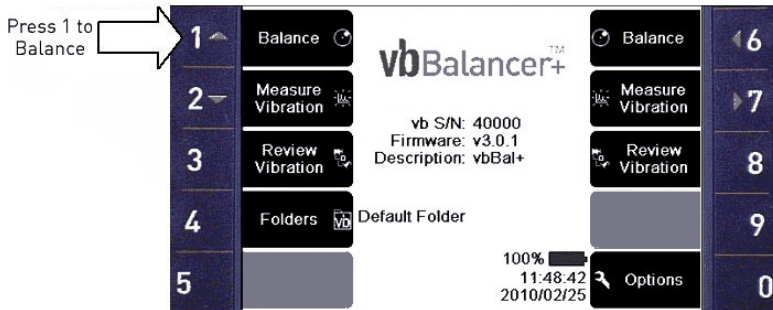 Press 1 to
Balance
1
Balance
2
Measure
Vibration
3
Review
Vibration
4
Folders
Default Folder
5
vbBalancer+™
vb S/N: 40000
Firmware: v3.0.1
Description: vbBal+
100%
11:48:42
2010/02/25
Balance
6
Measure
Vibration
7
Review
Vibration
8
9
Options
0